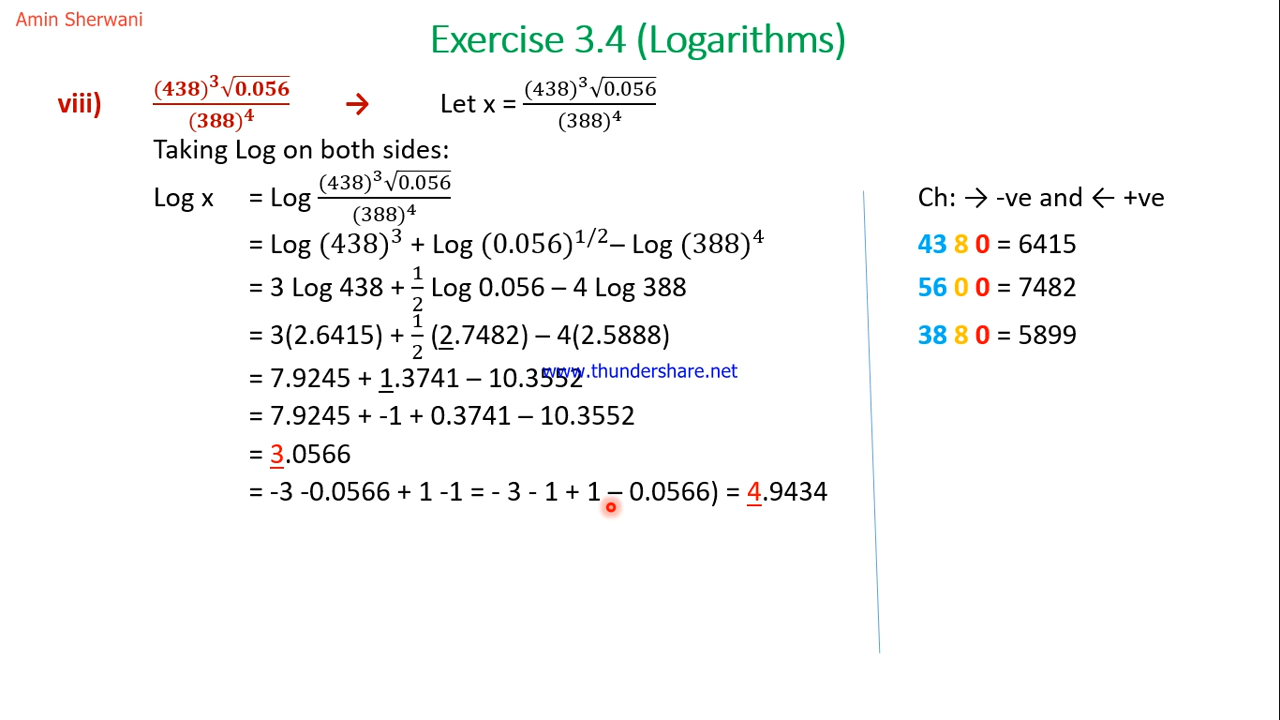 Amin Sherwani
Exercise 3.4 (Logarithms)
viii) (438)³√0.056 / (388)⁴ → Let x = (438)³√0.056 / (388)⁴
Taking Log on both sides:
Log x = Log (438)³√0.056 / (388)⁴
= Log (438)³ + Log (0.056)^1/2 – Log (388)⁴
= 3 Log 438 + 1/2 Log 0.056 – 4 Log 388
= 3(2.6415) + 1/2 (2.7482) – 4(2.5888)
www.thundershare.net
= 7.9245 + 1.3741 – 10.3552
= 7.9245 + -1 + 0.3741 – 10.3552
= 3.0566
= -3 -0.0566 + 1 -1 = - 3 - 1 + 1 – 0.0566) = 4.9434
Ch: → -ve and ← +ve
43 8 0 = 6415
56 0 0 = 7482
38 8 0 = 5899